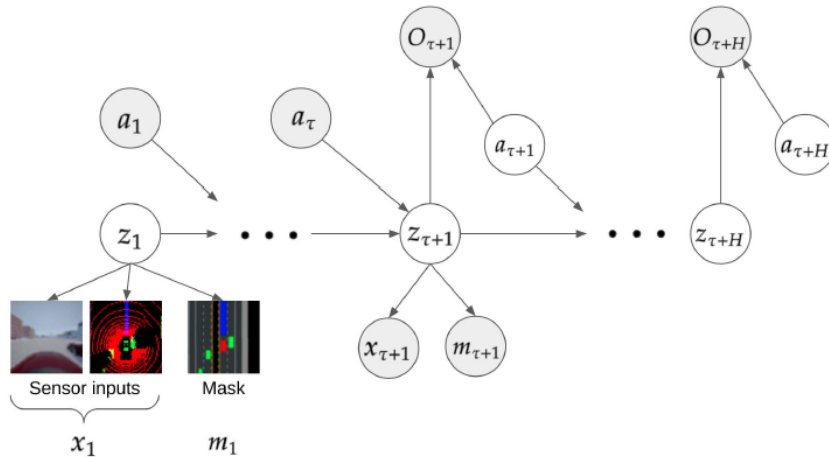 O_{τ+1} O_{τ+H}
a_1 a_τ a_{τ+1} a_{τ+H}
z_1 • • • z_{τ+1} • • • z_{τ+H}
x_{τ+1} m_{τ+1}
Sensor inputs Mask
x_1 m_1